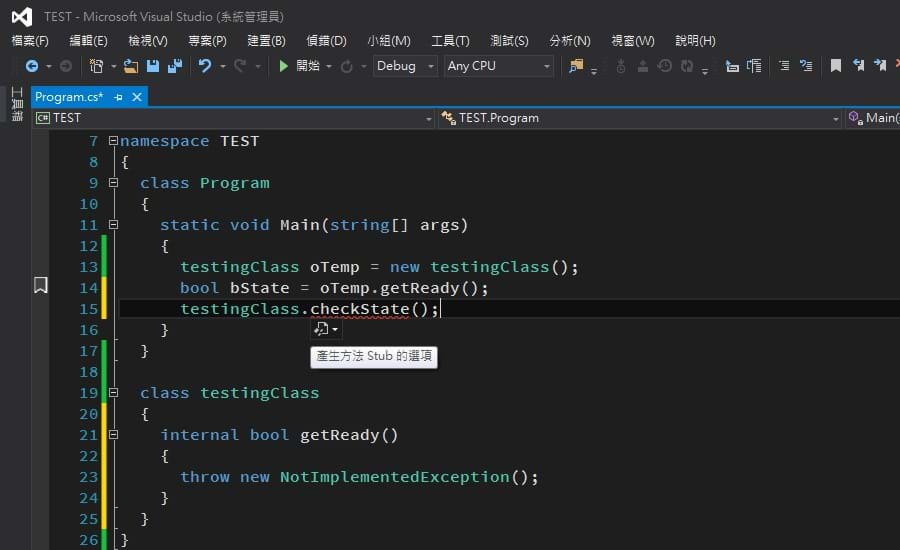 TEST - Microsoft Visual Studio (系統管理員)
檔案(F) 編輯(E) 檢視(V) 專案(P) 建置(B) 偵錯(D) 小組(M) 工具(T) 測試(S) 分析(N) 視窗(W) 說明(H)
開始 Debug Any CPU
工具箱
Program.cs*
TEST TEST.Program Main(
7 namespace TEST
8 {
9 class Program
10 {
11 static void Main(string[] args)
12 {
13 testingClass oTemp = new testingClass();
14 bool bState = oTemp.getReady();
15 testingClass.checkState();
16 }
產生方法 Stub 的選項
17 }
18
19 class testingClass
20 {
21 internal bool getReady()
22 {
23 throw new NotImplementedException();
24 }
25 }
26 }